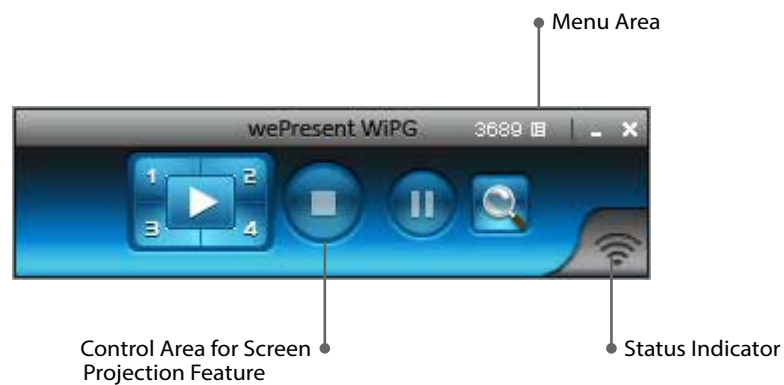 Menu Area
wePresent WiPG 3689
1 2
3 4
Control Area for Screen
Projection Feature
Status Indicator